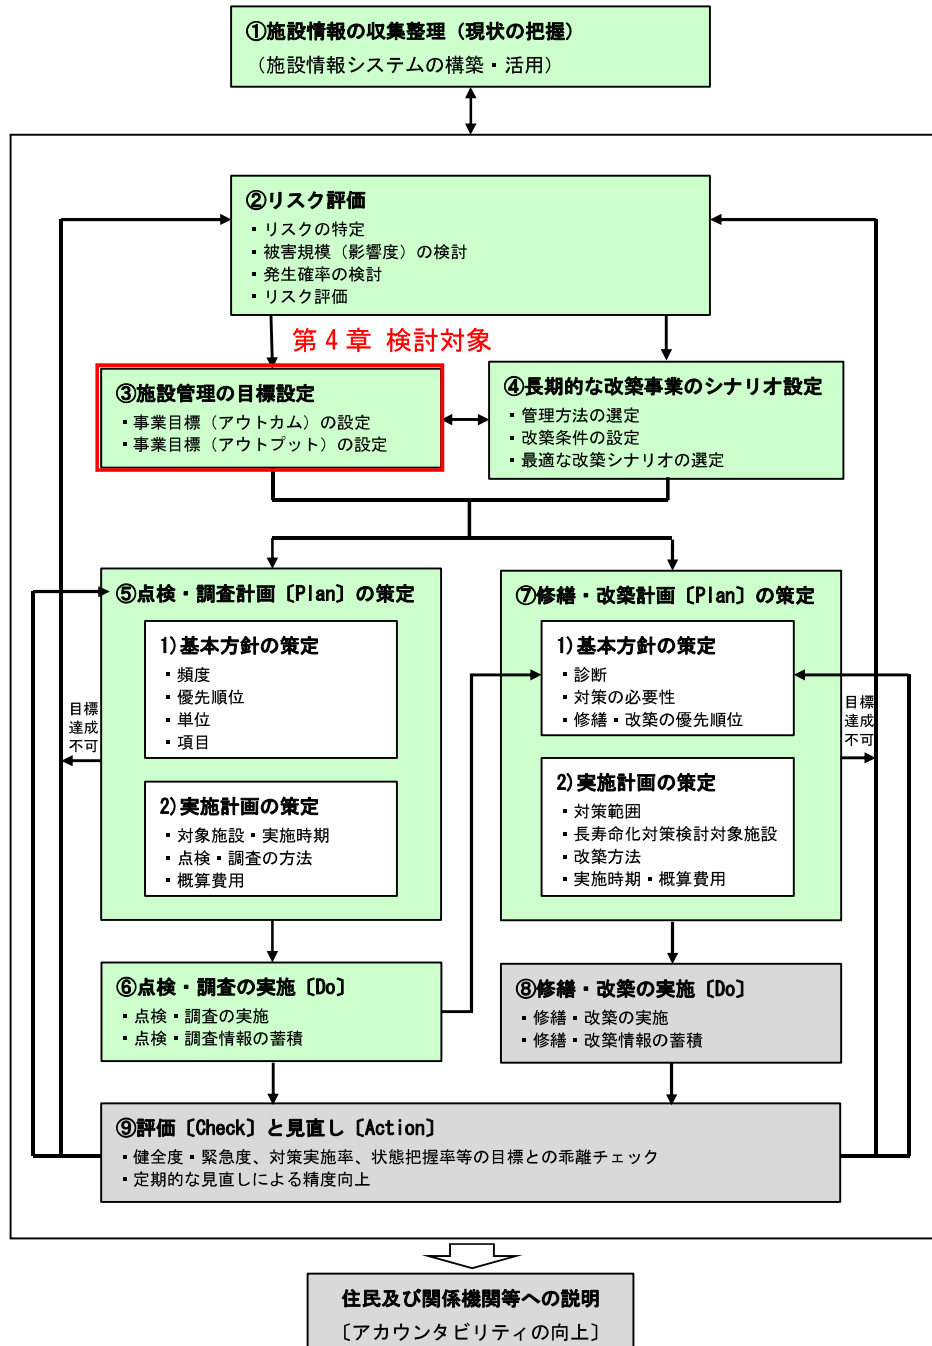 ①施設情報の収集整理（現状の把握）
（施設情報システムの構築・活用）
②リスク評価
・リスクの特定
・被害規模（影響度）の検討
・発生確率の検討
・リスク評価
第４章 検討対象
③施設管理の目標設定
・事業目標（アウトカム）の設定
・事業目標（アウトプット）の設定
④長期的な改築事業のシナリオ設定
・管理方法の選定
・改築条件の設定
・最適な改築シナリオの選定
⑤点検・調査計画〔Plan〕の策定
1)基本方針の策定
・頻度
・優先順位
・単位
・項目
2)実施計画の策定
・対象施設・実施時期
・点検・調査の方法
・概算費用
目標
達成
不可
⑦修繕・改築計画〔Plan〕の策定
1)基本方針の策定
・診断
・対策の必要性
・修繕・改築の優先順位
2)実施計画の策定
・対策範囲
・長寿命化対策検討対象施設
・改築方法
・実施時期・概算費用
目標
達成
不可
⑥点検・調査の実施〔Do〕
・点検・調査の実施
・点検・調査情報の蓄積
⑧修繕・改築の実施〔Do〕
・修繕・改築の実施
・修繕・改築情報の蓄積
⑨評価〔Check〕と見直し〔Action〕
・健全度・緊急度、対策実施率、状態把握率等の目標との乖離チェック
・定期的な見直しによる精度向上
住民及び関係機関等への説明
〔アカウンタビリティの向上〕